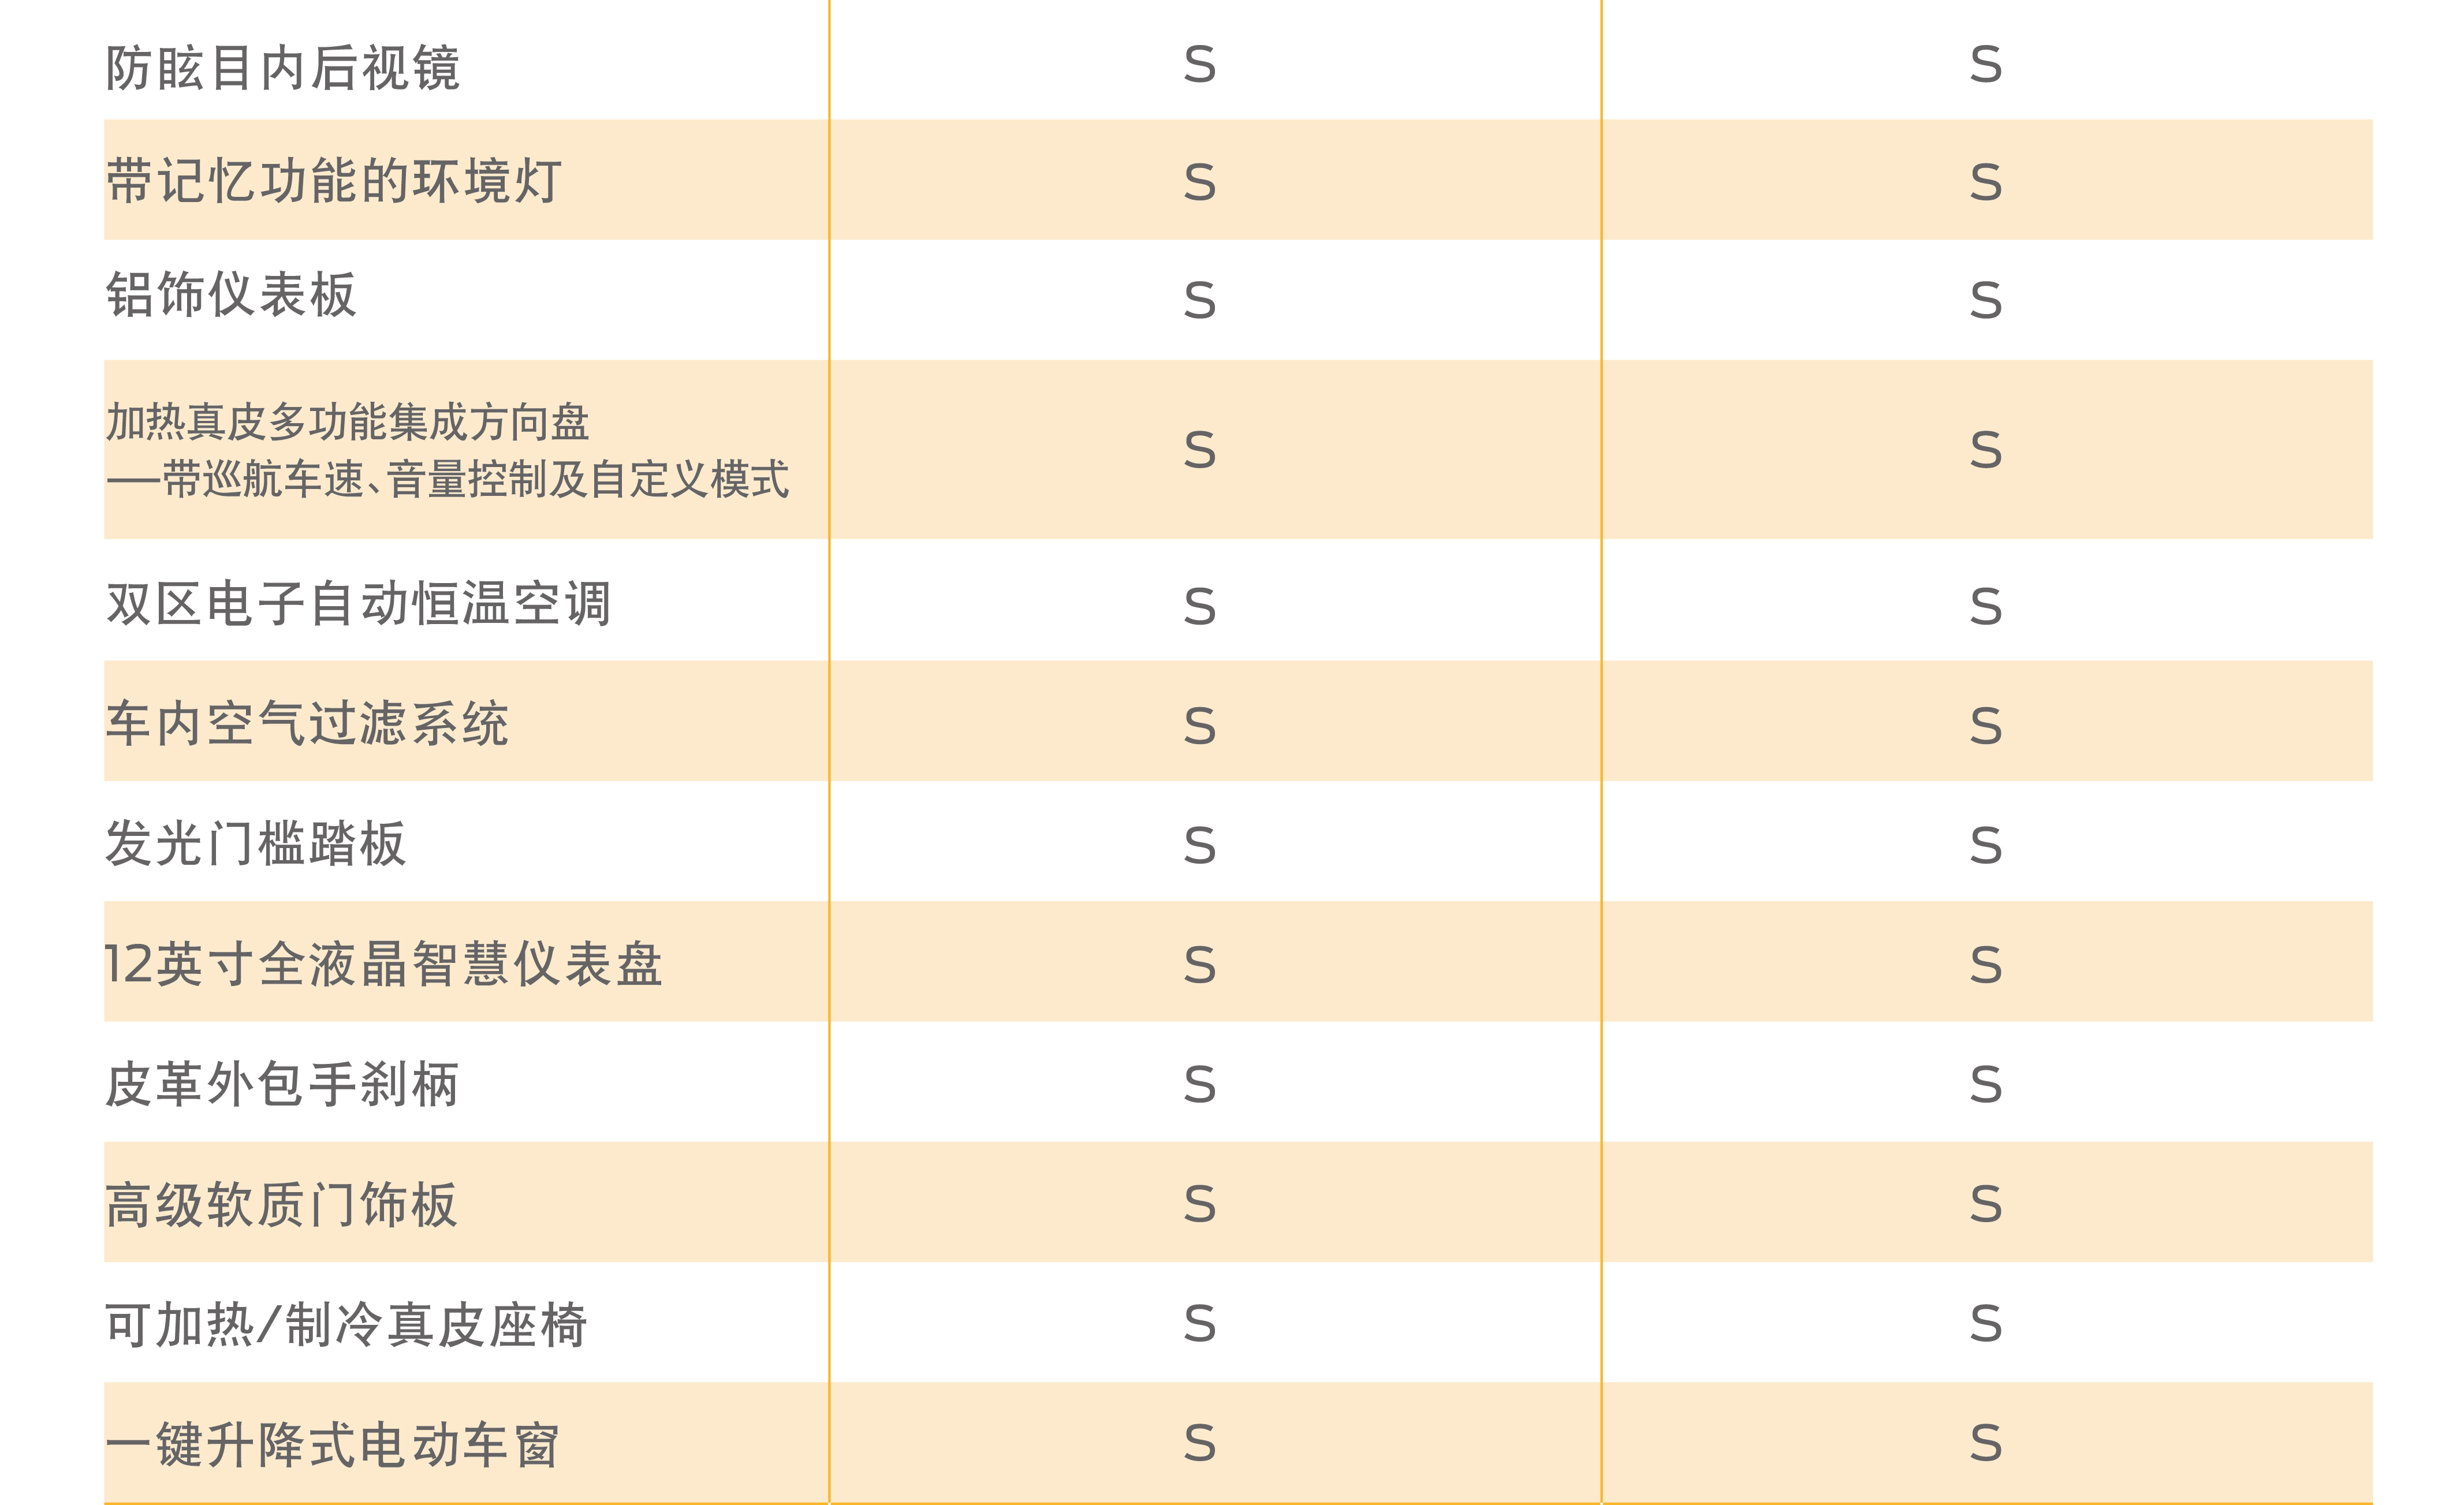 防眩目内后视镜 S S
带记忆功能的环境灯 S S
铝饰仪表板 S S
加热真皮多功能集成方向盘
——带巡航车速、音量控制及自定义模式 S S
双区电子自动恒温空调 S S
车内空气过滤系统 S S
发光门槛踏板 S S
12英寸全液晶智慧仪表盘 S S
皮革外包手刹柄 S S
高级软质门饰板 S S
可加热/制冷真皮座椅 S S
一键升降式电动车窗 S S